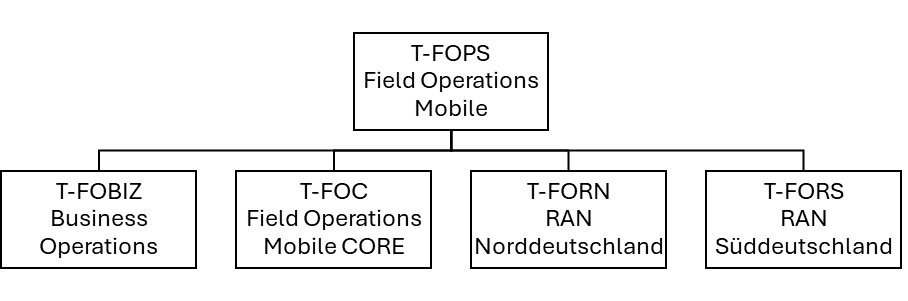 T-FOPS
Field Operations
Mobile
T-FOBIZ
Business
Operations
T-FOC
Field Operations
Mobile CORE
T-FORN
RAN
Norddeutschland
T-FORS
RAN
Süddeutschland